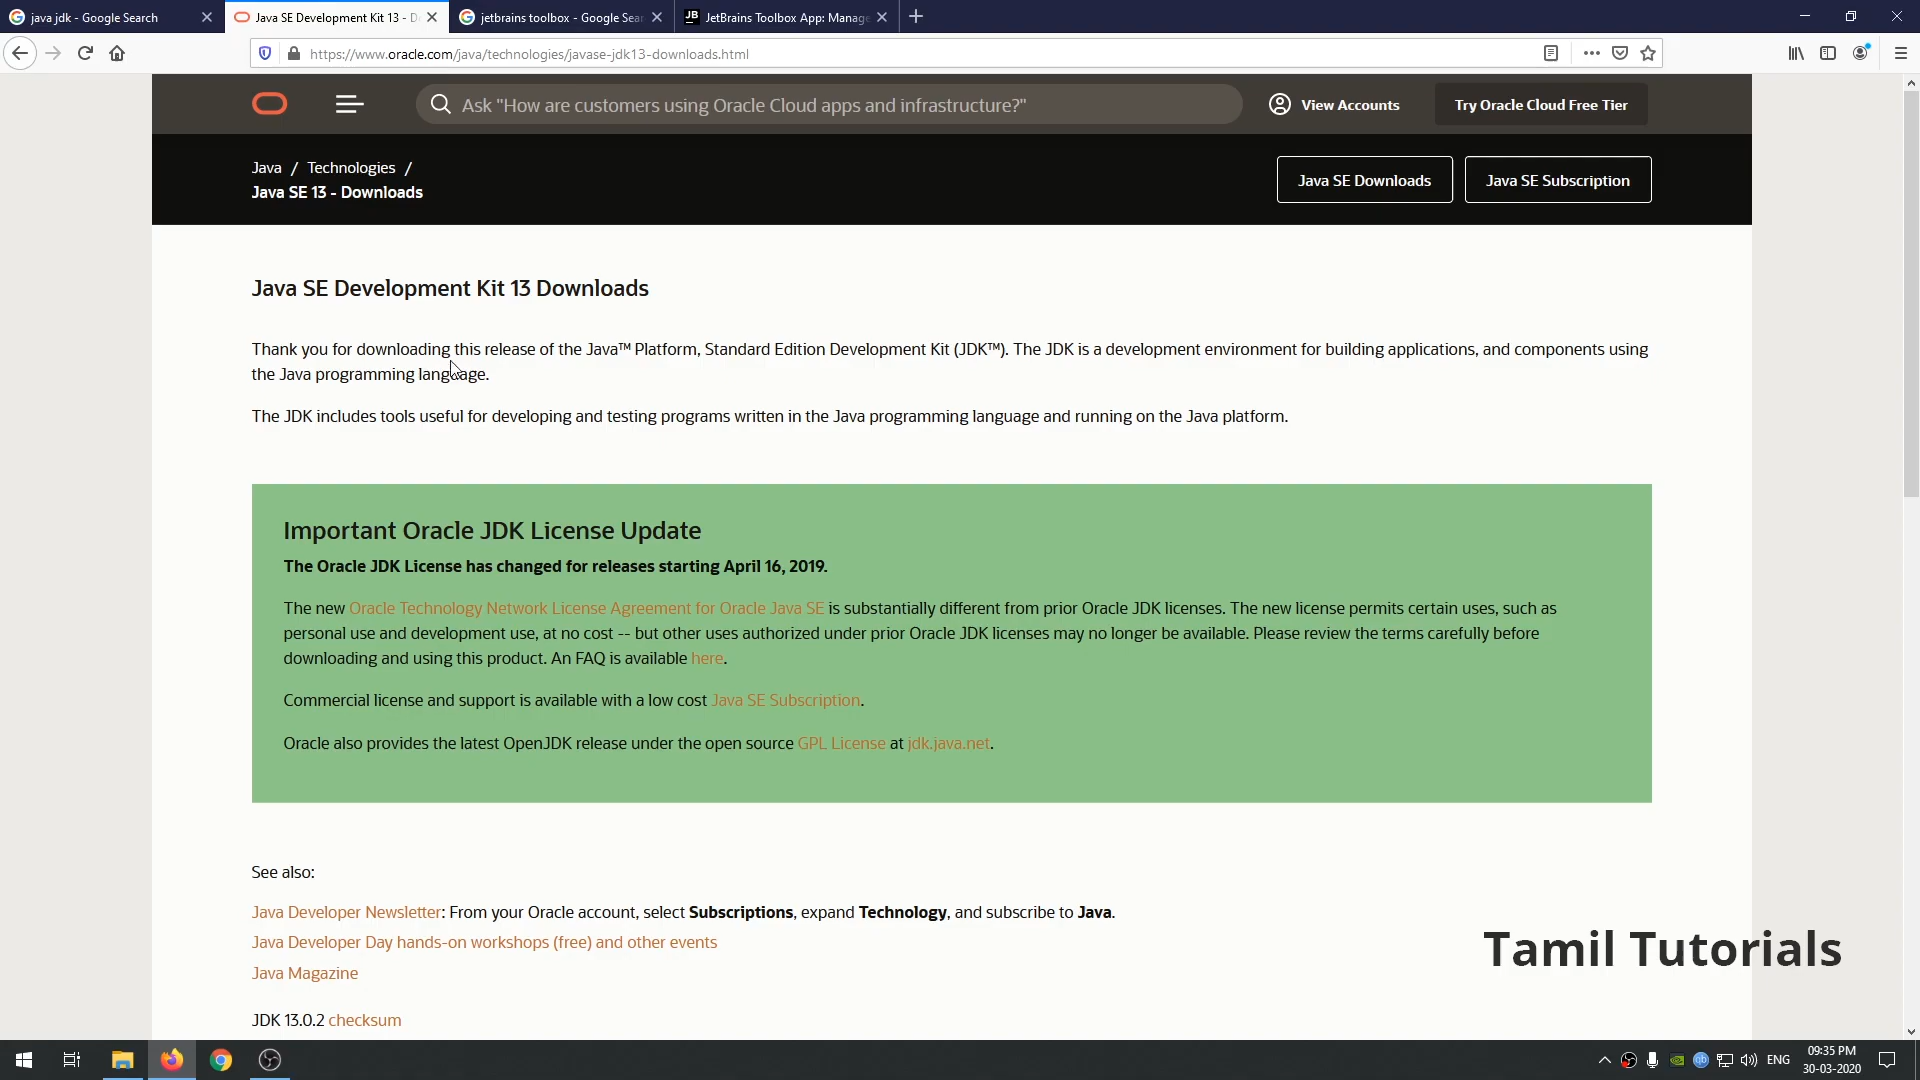 java jdk - Google Search
Java SE Development Kit 13 - D
jetbrains toolbox - Google Sear
JB JetBrains Toolbox App: Manage
https://www.oracle.com/java/technologies/javase-jdk13-downloads.html
Ask "How are customers using Oracle Cloud apps and infrastructure?"
View Accounts
Try Oracle Cloud Free Tier
Java / Technologies /
Java SE 13 - Downloads
Java SE Downloads
Java SE Subscription
Java SE Development Kit 13 Downloads
Thank you for downloading this release of the Java™ Platform, Standard Edition Development Kit (JDK™). The JDK is a development environment for building applications, and components using
the Java programming language.
The JDK includes tools useful for developing and testing programs written in the Java programming language and running on the Java platform.
Important Oracle JDK License Update
The Oracle JDK License has changed for releases starting April 16, 2019.
The new Oracle Technology Network License Agreement for Oracle Java SE is substantially different from prior Oracle JDK licenses. The new license permits certain uses, such as
personal use and development use, at no cost -- but other uses authorized under prior Oracle JDK licenses may no longer be available. Please review the terms carefully before
downloading and using this product. An FAQ is available here.
Commercial license and support is available with a low cost Java SE Subscription.
Oracle also provides the latest OpenJDK release under the open source GPL License at jdk.java.net.
See also:
Java Developer Newsletter: From your Oracle account, select Subscriptions, expand Technology, and subscribe to Java.
Java Developer Day hands-on workshops (free) and other events
Java Magazine
JDK 13.0.2 checksum
Tamil Tutorials
ENG
09:35 PM
30-03-2020